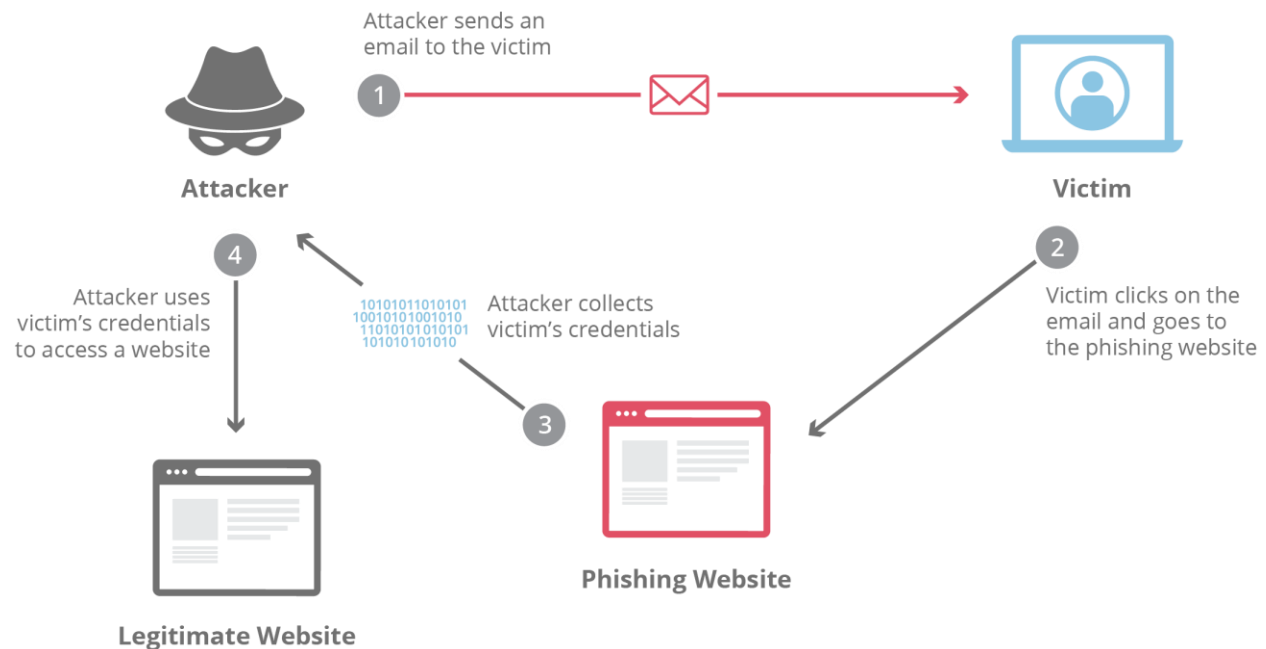 Attacker sends an
email to the victim
1
Attacker
Victim
4
2
Attacker uses
victim's credentials
to access a website
10101011010101
10010101001010
11010101010101
101010101010
Attacker collects
victim's credentials
Victim clicks on the
email and goes to
the phishing website
3
Phishing Website
Legitimate Website